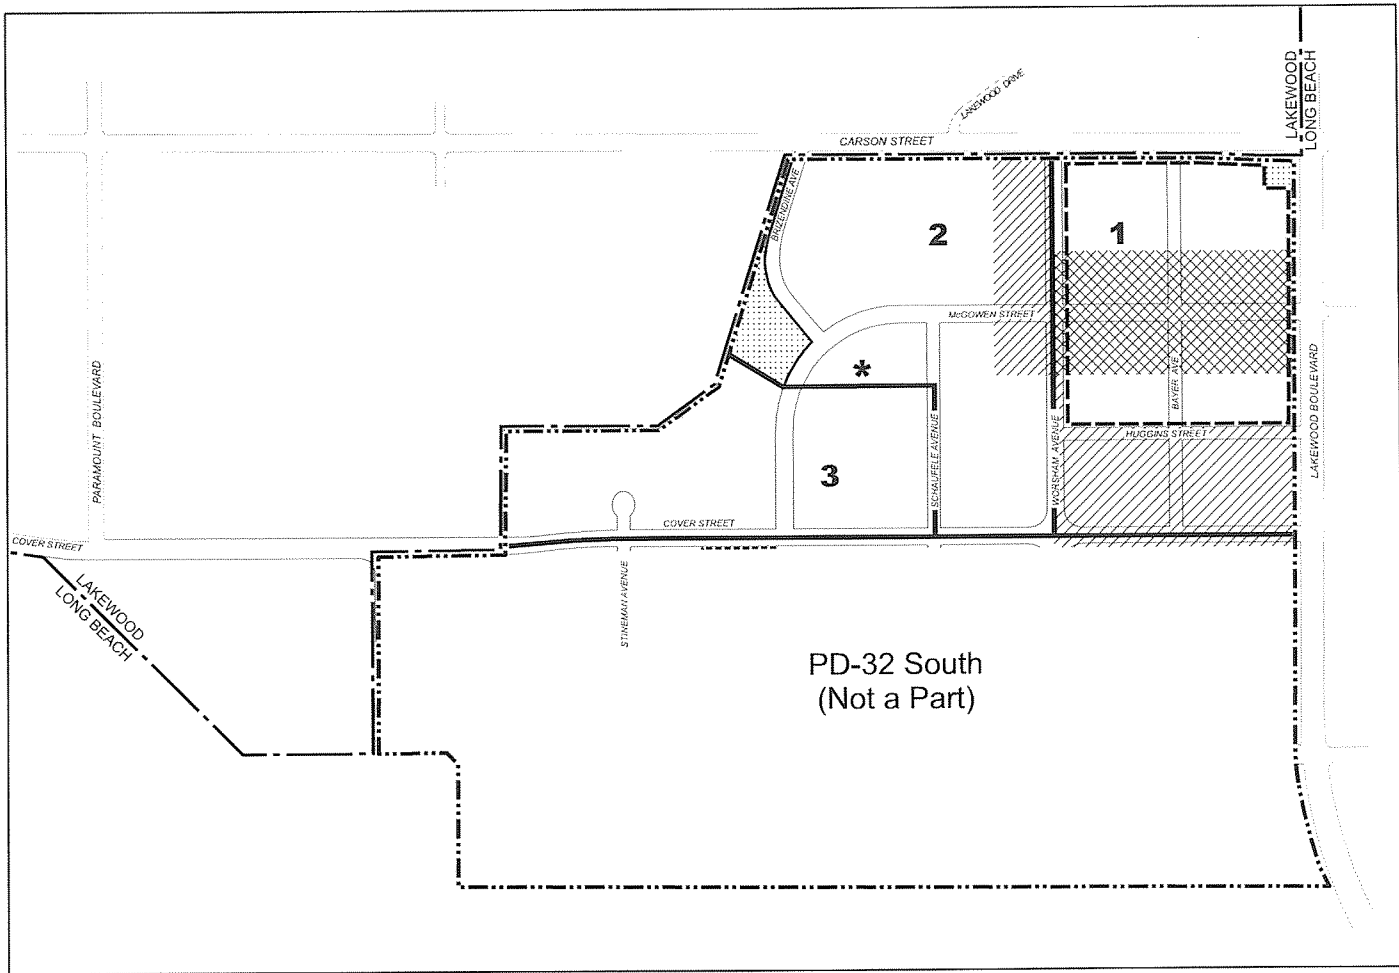 LAKEWOOD
LONG BEACH
LAKEWOOD DRIVE
CARSON STREET
BRIZENDINE AVE
2
1
McGOWEN STREET
*
PARAMOUNT BOULEVARD
BAYER AVE
LAKEWOOD BOULEVARD
SCHAUFELE AVENUE
WORSHAM AVENUE
HUGGINS STREET
3
COVER STREET
COVER STREET
STINEMAN AVENUE
LAKEWOOD
LONG BEACH
PD-32 South
(Not a Part)